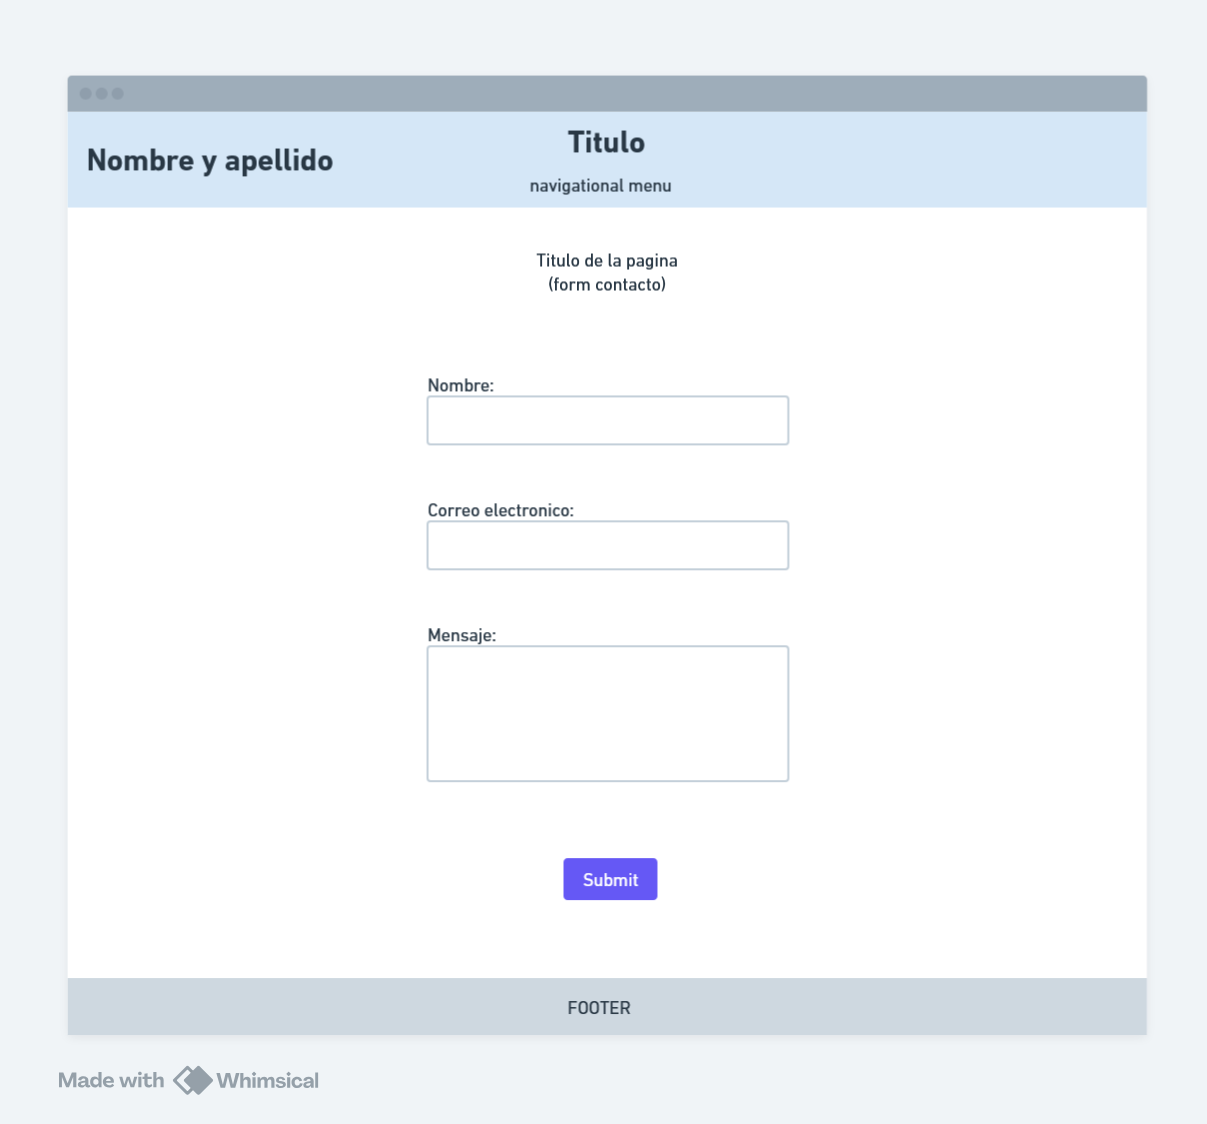 Nombre y apellido
Titulo
navigational menu
Titulo de la pagina
(form contacto)
Nombre:
Correo electronico:
Mensaje:
Submit
FOOTER
Made with Whimsical